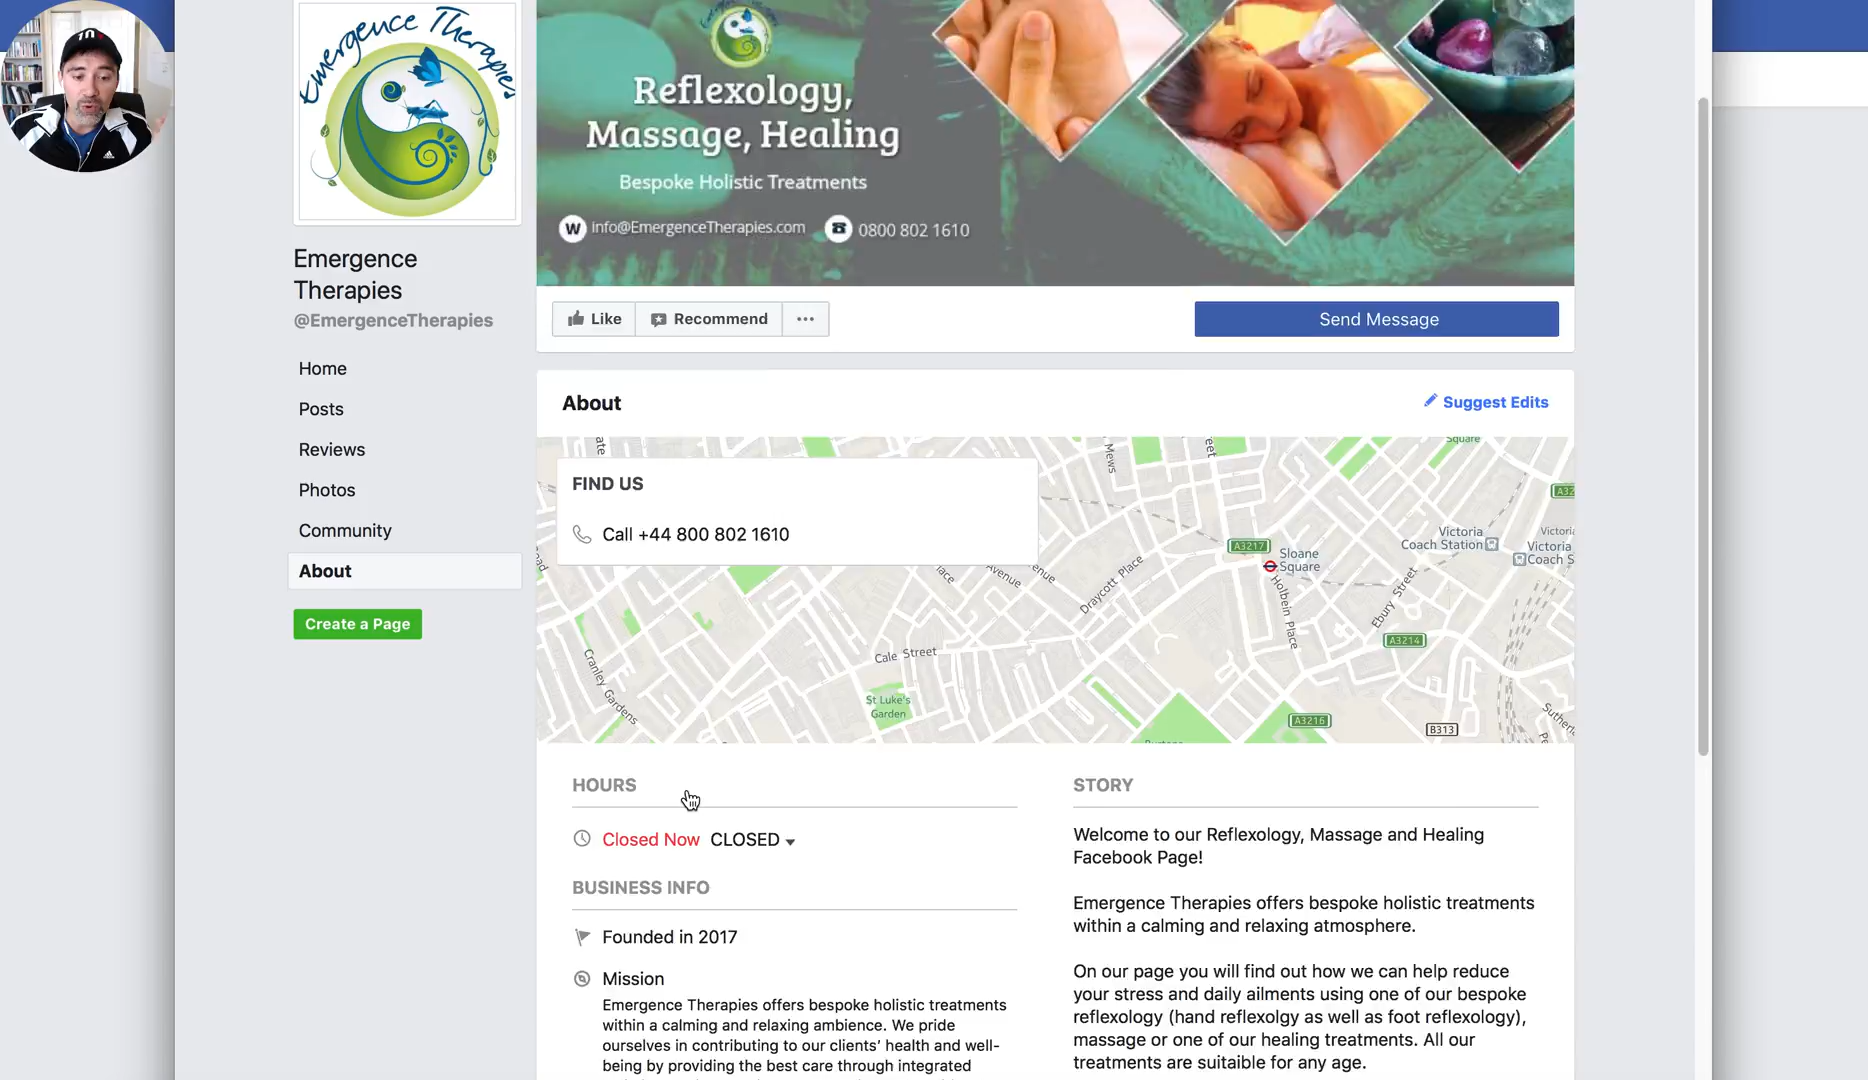 Emergence Therapies
Reflexology,
Massage, Healing
Bespoke Holistic Treatments
W info@EmergenceTherapies.com 0800 802 1610
Emergence
Therapies
@EmergenceTherapies
Home
Posts
Reviews
Photos
Community
About
Create a Page
Like
Recommend
...
Send Message
About
Suggest Edits
FIND US
Call +44 800 802 1610
Mews
Square
Victoria
Coach Station
Victoria
Coach S
A3217
Sloane
Square
Holbein Place
Ebury Street
Draycott Place
Avenue
A3214
Cale Street
Cranley Gardens
St Luke's
Garden
A3216
B313
HOURS
Closed Now CLOSED
BUSINESS INFO
Founded in 2017
Mission
Emergence Therapies offers bespoke holistic treatments
within a calming and relaxing ambience. We pride
ourselves in contributing to our clients' health and well-
being by providing the best care through integrated
STORY
Welcome to our Reflexology, Massage and Healing
Facebook Page!
Emergence Therapies offers bespoke holistic treatments
within a calming and relaxing atmosphere.
On our page you will find out how we can help reduce
your stress and daily ailments using one of our bespoke
reflexology (hand reflexolgy as well as foot reflexology),
massage or one of our healing treatments. All our
treatments are suitaible for any age.